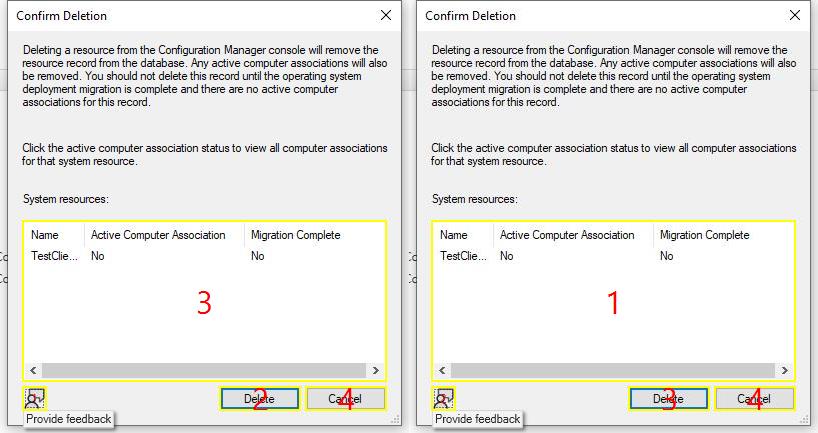 Confirm Deletion
Deleting a resource from the Configuration Manager console will remove the
resource record from the database. Any active computer associations will also
be removed. You should not delete this record until the operating system
deployment migration is complete and there are no active computer
associations for this record.
Click the active computer association status to view all computer associations
for that system resource.
System resources:
Name Active Computer Association Migration Complete
TestClie... No No
3
2 4
Delete Cancel
Provide feedback
Confirm Deletion
Deleting a resource from the Configuration Manager console will remove the
resource record from the database. Any active computer associations will also
be removed. You should not delete this record until the operating system
deployment migration is complete and there are no active computer
associations for this record.
Click the active computer association status to view all computer associations
for that system resource.
System resources:
Name Active Computer Association Migration Complete
TestClie... No No
1
3 4
Delete Cancel
Provide feedback